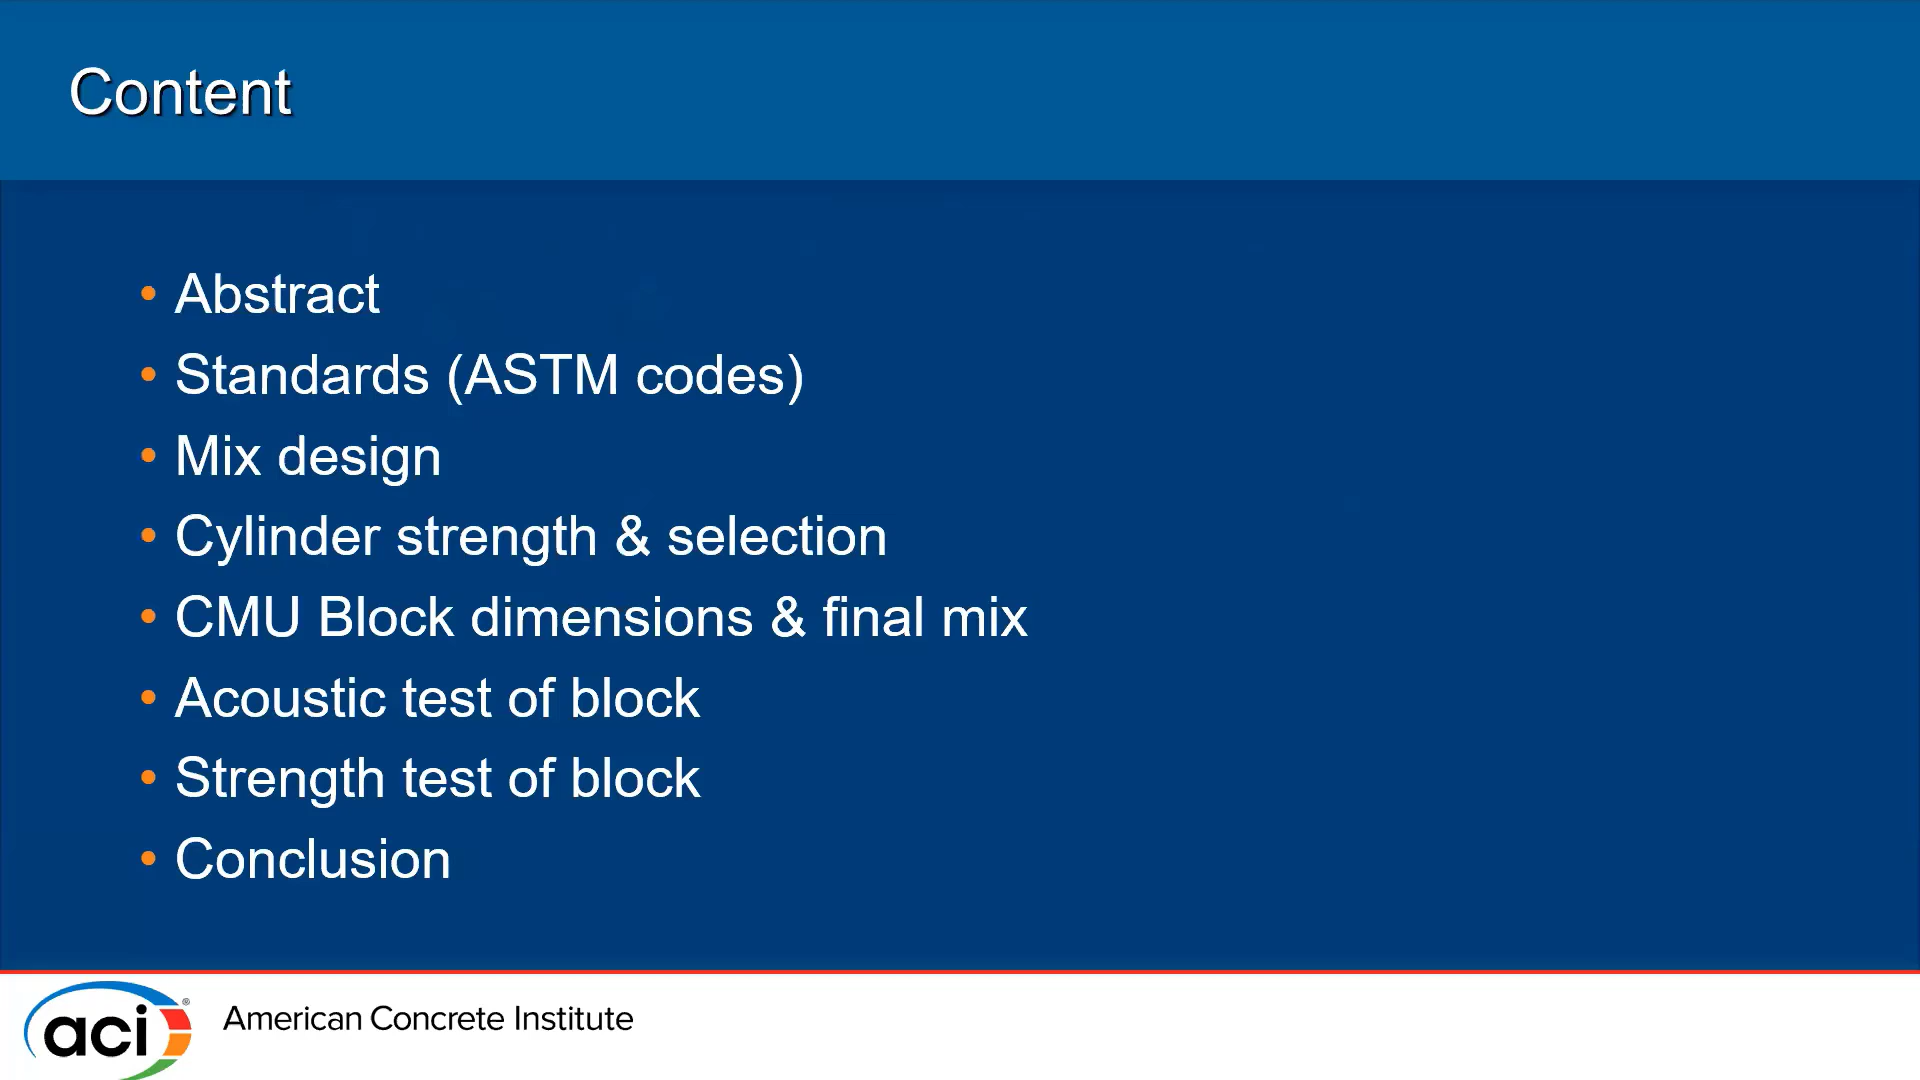 Content
• Abstract
• Standards (ASTM codes)
• Mix design
• Cylinder strength & selection
• CMU Block dimensions & final mix
• Acoustic test of block
• Strength test of block
• Conclusion
aci® American Concrete Institute